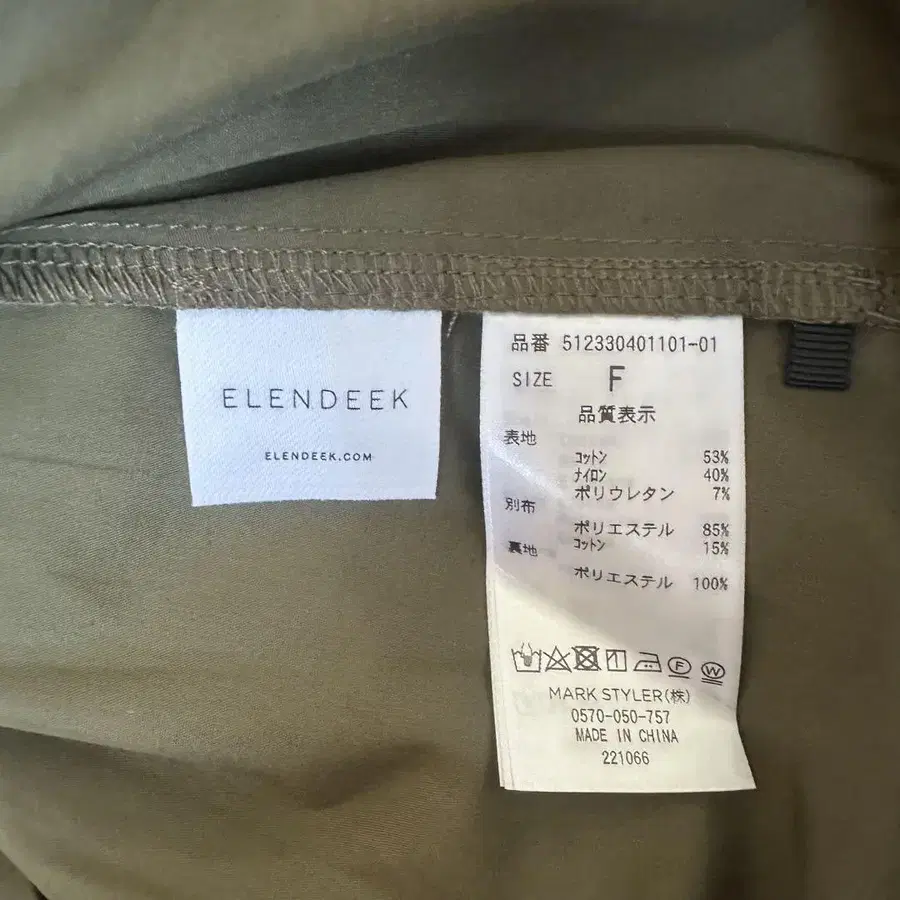 ELENDEEK
ELENDEEK.COM
品番 512330401101-01
SIZE F
品質表示
表地
コットン 53%
ナイロン 40%
ポリウレタン 7%
別布
ポリエステル 85%
コットン 15%
裏地
ポリエステル 100%
F W
MARK STYLER(株)
0570-050-757
MADE IN CHINA
221066